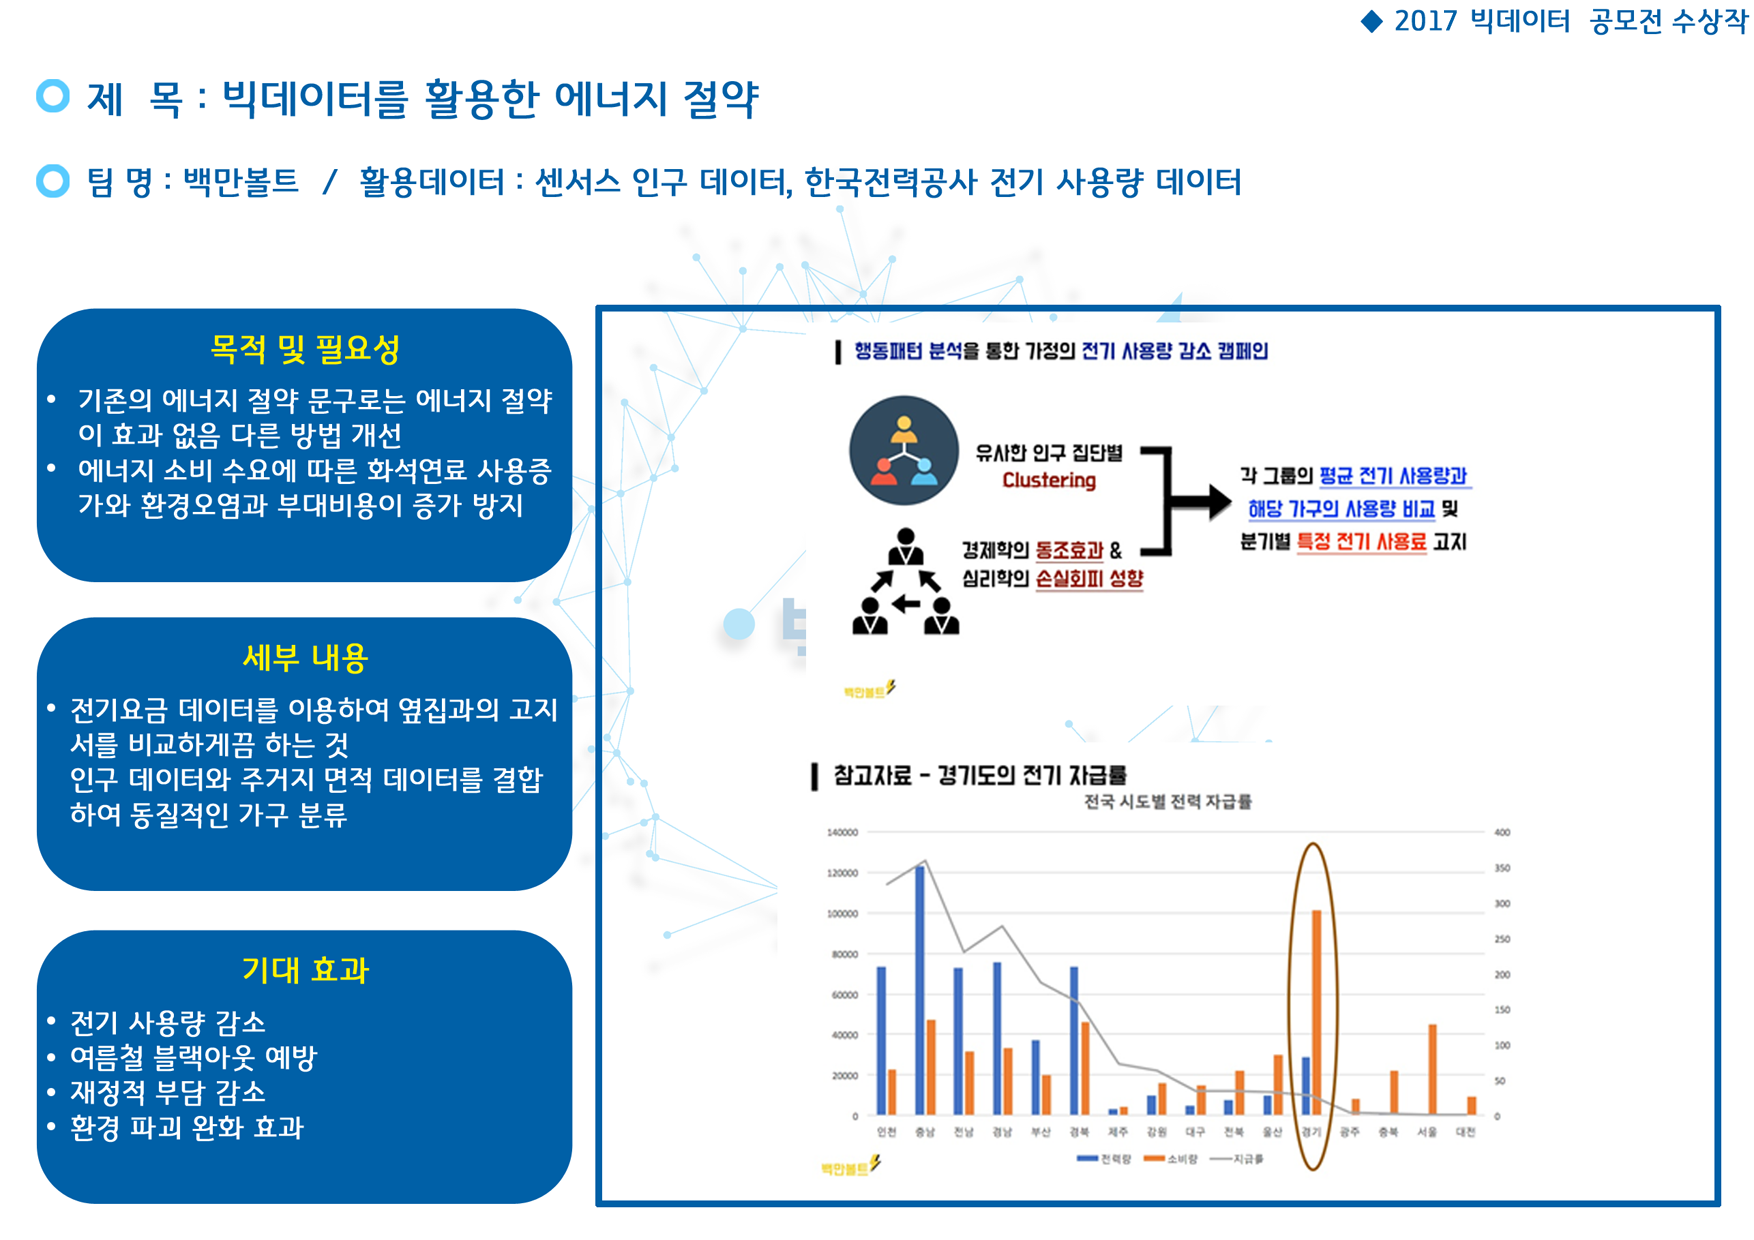 ◆ 2017 빅데이터 공모전 수상작
제 목 : 빅데이터를 활용한 에너지 절약
팀 명 : 백만볼트 / 활용데이터 : 센서스 인구 데이터, 한국전력공사 전기 사용량 데이터
목적 및 필요성
• 기존의 에너지 절약 문구로는 에너지 절약
이 효과 없음 다른 방법 개선
• 에너지 소비 수요에 따른 화석연료 사용증
가와 환경오염과 부대비용이 증가 방지
세부 내용
• 전기요금 데이터를 이용하여 옆집과의 고지
서를 비교하게끔 하는 것
인구 데이터와 주거지 면적 데이터를 결합
하여 동질적인 가구 분류
기대 효과
• 전기 사용량 감소
• 여름철 블랙아웃 예방
• 재정적 부담 감소
• 환경 파괴 완화 효과
행동패턴 분석을 통한 가정의 전기 사용량 감소 캠페인
유사한 인구 집단별
Clustering
경제학의 동조효과 &
심리학의 손실회피 성향
각 그룹의 평균 전기 사용량과
해당 가구의 사용량 비교 및
분기별 특정 전기 사용료 고지
백만볼트
참고자료 - 경기도의 전기 자급률
전국 시도별 전력 자급률
140000
120000
100000
80000
60000
40000
20000
0
400
350
300
250
200
150
100
50
0
인천 충남 전남 경남 부산 경북 제주 강원 대구 전북 울산 경기 광주 충북 서울 대전
전력량 소비량 지급률
백만볼트